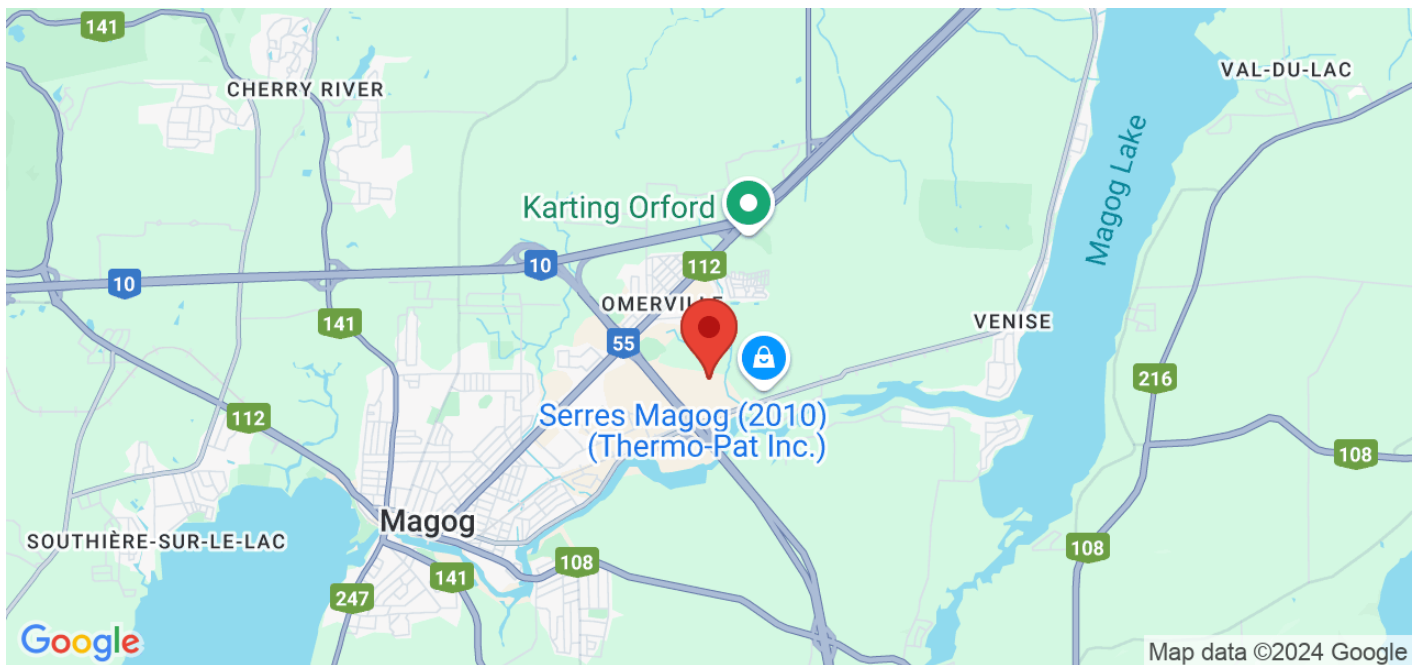 141
CHERRY RIVER
VAL-DU-LAC
Magog Lake
Karting Orford
112
10
10
OMERVILLE
141
55
VENISE
216
112
Serres Magog (2010)
(Thermo-Pat Inc.)
108
Magog
SOUTHIÈRE-SUR-LE-LAC
108
108
141
247
Google
Map data ©2024 Google